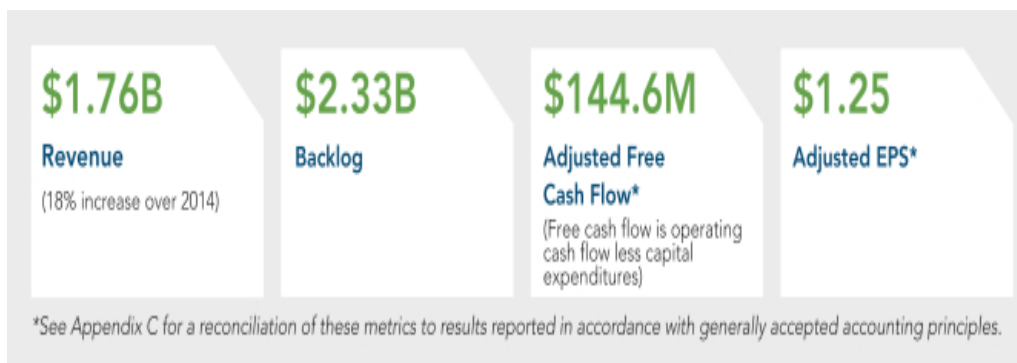 $1.76B
Revenue
(18% increase over 2014)
$2.33B
Backlog
$144.6M
Adjusted Free
Cash Flow*
(Free cash flow is operating
cash flow less capital
expenditures)
$1.25
Adjusted EPS*
*See Appendix C for a reconciliation of these metrics to results reported in accordance with generally accepted accounting principles.